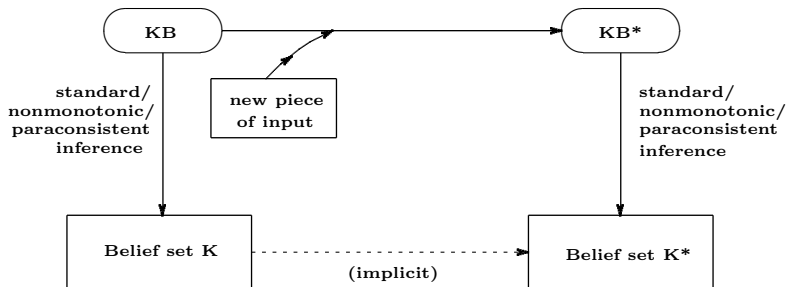 KB
KB*
standard/
nonmonotonic/
paraconsistent
inference
new piece
of input
standard/
nonmonotonic/
paraconsistent
inference
Belief set K
(implicit)
Belief set K*